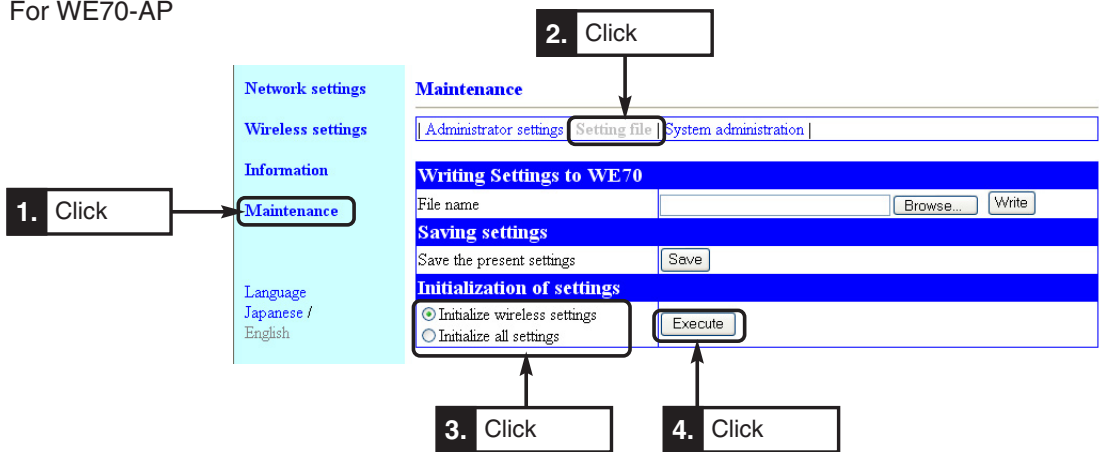 For WE70-AP
2. Click
Network settings
Maintenance
Wireless settings
| Administrator settings | Setting file | System administration |
Information
Writing Settings to WE70
1. Click
Maintenance
File name
Browse...
Write
Saving settings
Save the present settings
Save
Initialization of settings
Language
Japanese /
English
Initialize wireless settings
Initialize all settings
Execute
3. Click
4. Click